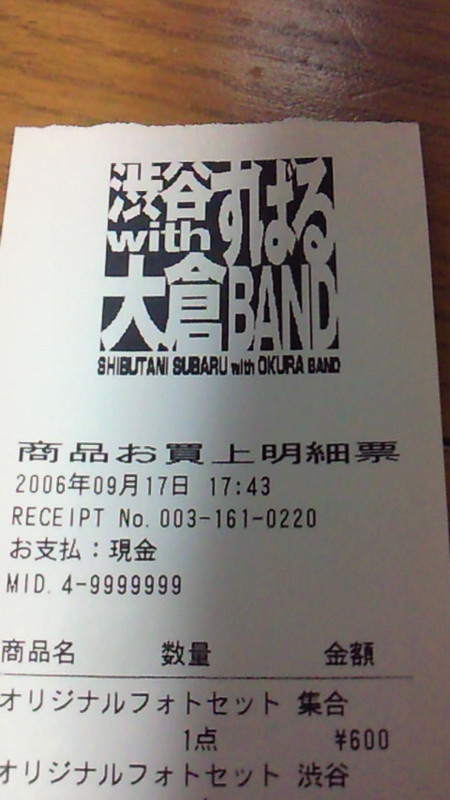 渋谷すばる
with
大倉BAND
SHIBUTANI SUBARU with OKURA BAND
商品お買上明細票
2006年09月17日 17:43
RECEIPT No. 003-161-0220
お支払：現金
MID. 4-9999999
商品名 数量 金額
オリジナルフォトセット 集合
1点 ¥600
オリジナルフォトセット 渋谷